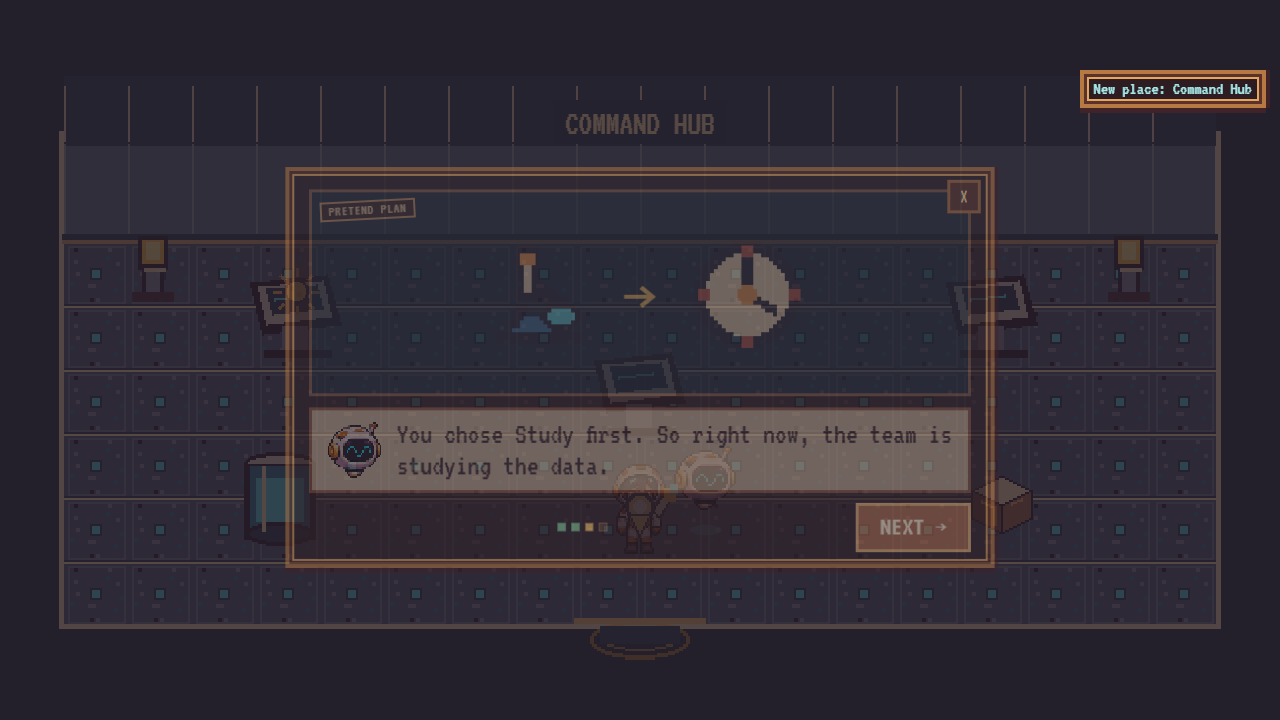 New place: Command Hub
COMMAND HUB
X
PRETEND PLAN
You chose Study first. So right now, the team is
studying the data.
NEXT →